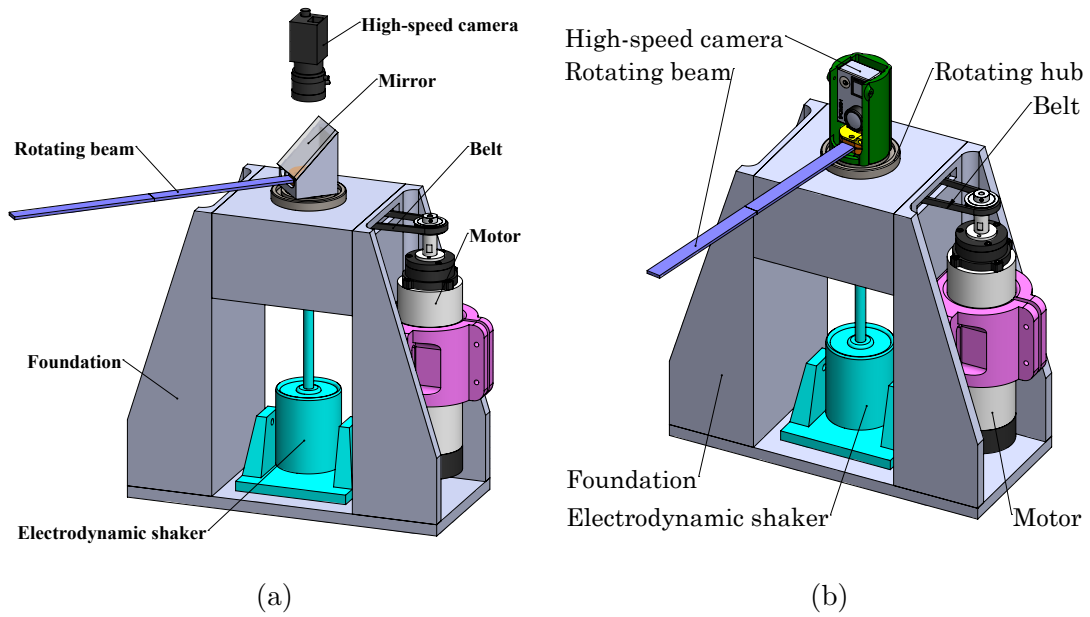 High-speed camera
Mirror
Rotating beam
Belt
Motor
Foundation
Electrodynamic shaker
(a)
High-speed camera
Rotating beam
Rotating hub
Belt
Foundation
Electrodynamic shaker
Motor
(b)